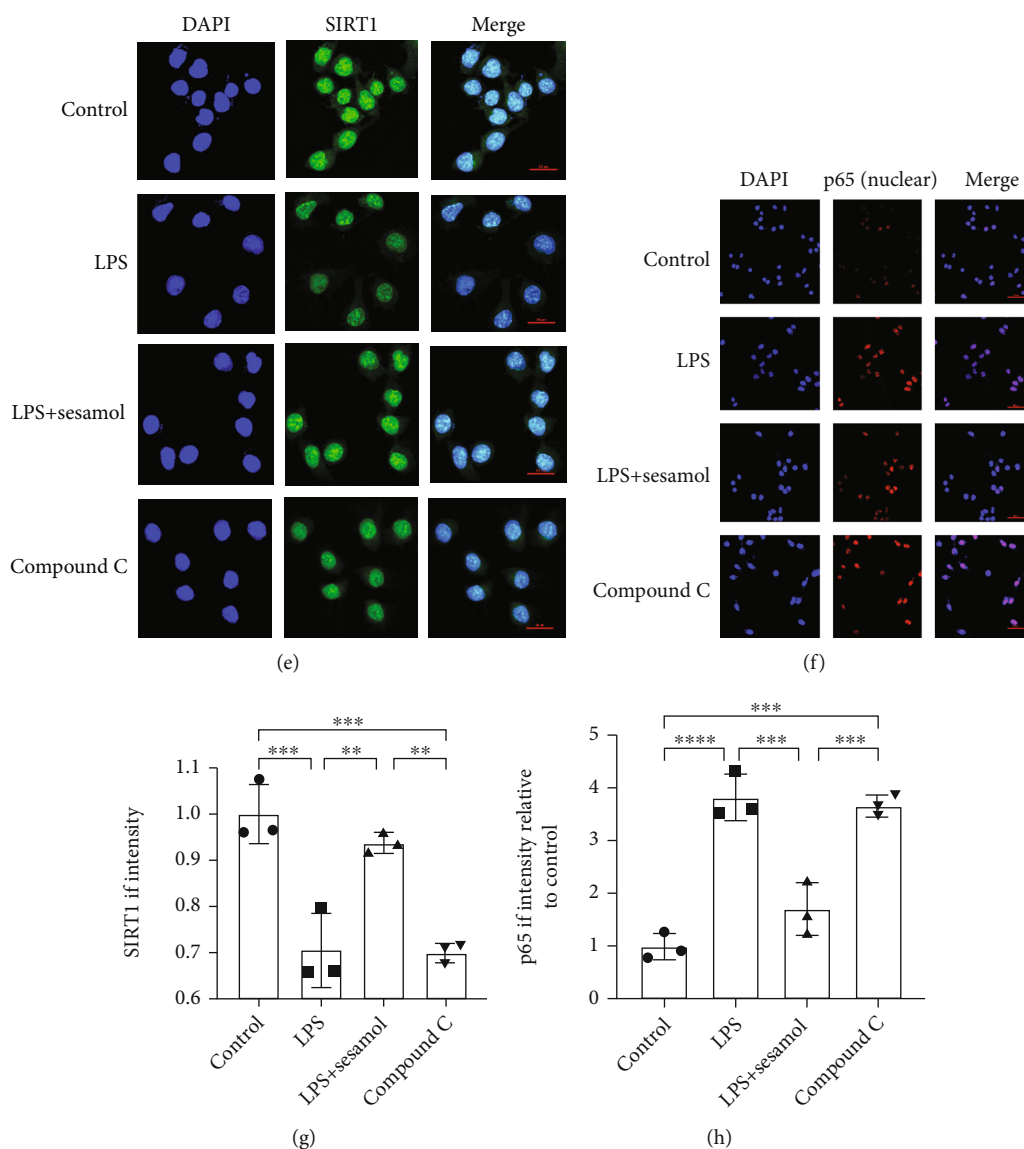 DAPI SIRT1 Merge
Control
LPS
LPS+sesamol
Compound C
(e)
DAPI p65 (nuclear) Merge
Control
LPS
LPS+sesamol
Compound C
(f)
***
*** ** **
1.1
1.0
0.9
0.8
0.7
0.6
SIRT1 if intensity
Control
LPS
LPS+sesamol
Compound C
(g)
***
**** *** ***
5
4
3
2
1
0
p65 if intensity relative
to control
Control
LPS
LPS+sesamol
Compound C
(h)